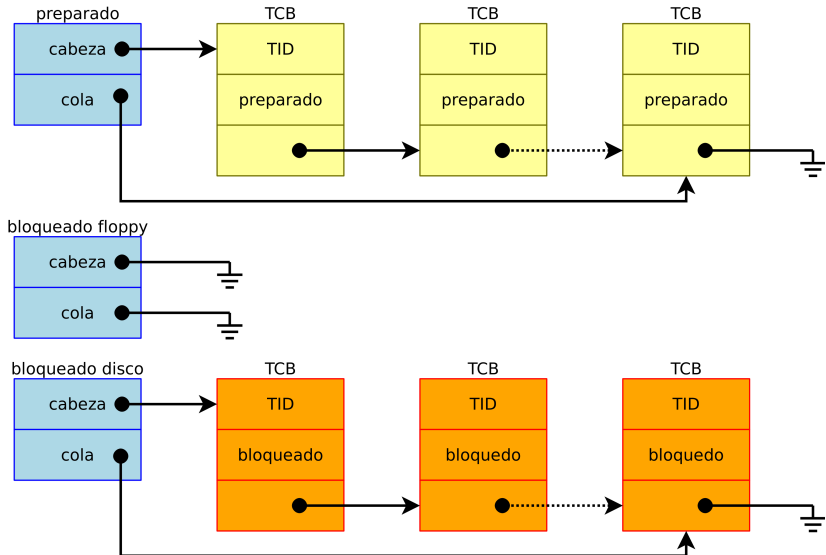 preparado TCB TCB TCB
cabeza TID TID TID
cola preparado preparado preparado
bloqueado floppy
cabeza
cola
bloqueado disco TCB TCB TCB
cabeza TID TID TID
cola bloqueado bloquedo bloquedo